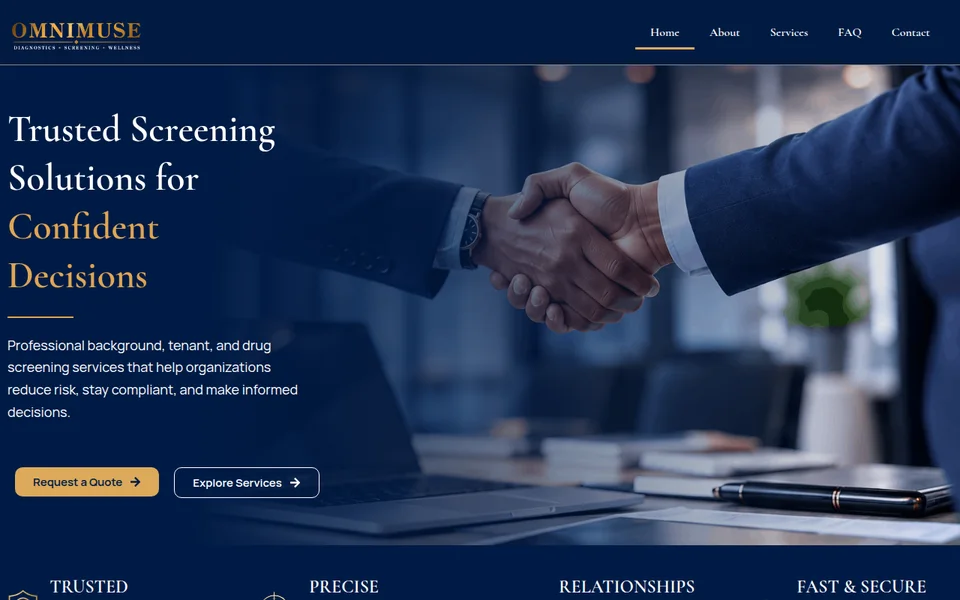 OMNIMUSE
DIAGNOSTICS • SCREENING • WELLNESS
Home
About
Services
FAQ
Contact
Trusted Screening
Solutions for
Confident
Decisions
Professional background, tenant, and drug
screening services that help organizations
reduce risk, stay compliant, and make informed
decisions.
Request a Quote
Explore Services
TRUSTED
PRECISE
RELATIONSHIPS
FAST & SECURE